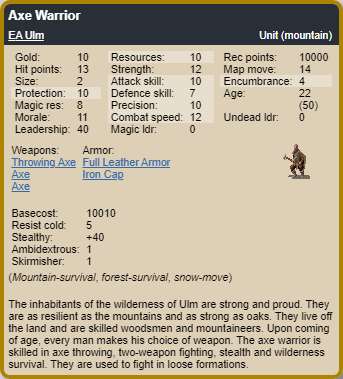 Axe Warrior
EA Ulm Unit (mountain)
Gold: 10 Resources: 10 Rec points: 10000
Hit points: 13 Strength: 12 Map move: 14
Size: 2 Attack skill: 10 Encumbrance: 4
Protection: 10 Defence skill: 7 Age: 22
Magic res: 8 Precision: 10 (50)
Morale: 11 Combat speed: 12 Undead ldr: 0
Leadership: 40 Magic ldr: 0
Weapons: Armor:
Throwing Axe Full Leather Armor
Axe Iron Cap
Axe
Basecost: 10010
Resist cold: 5
Stealthy: +40
Ambidextrous: 1
Skirmisher: 1
(Mountain-survival, forest-survival, snow-move)
The inhabitants of the wilderness of Ulm are strong and proud. They
are as resilient as the mountains and as strong as oaks. They live off
the land and are skilled woodsmen and mountaineers. Upon coming
of age, every man makes his choice of weapon. The axe warrior is
skilled in axe throwing, two-weapon fighting, stealth and wilderness
survival. They are used to fight in loose formations.